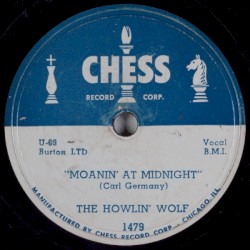 CHESS
RECORD CORP.
U-69 Vocal
Burton LTD B.M.I.
"MOANIN' AT MIDNIGHT"
(Carl Germany)
THE HOWLIN' WOLF
1479
MANUFACTURED BY CHESS RECORD CORP. CHICAGO, ILL.